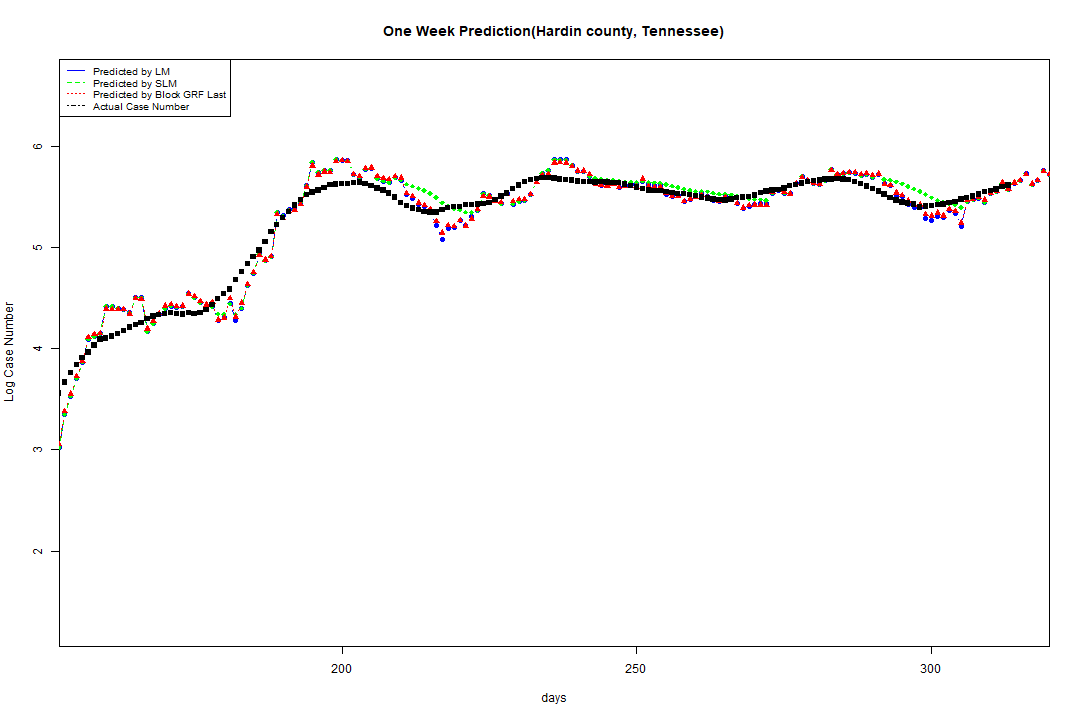 One Week Prediction(Hardin county, Tennessee)
Predicted by LM
Predicted by SLM
Predicted by Block GRF Last
Actual Case Number
6
5
4
3
2
Log Case Number
200
250
300
days